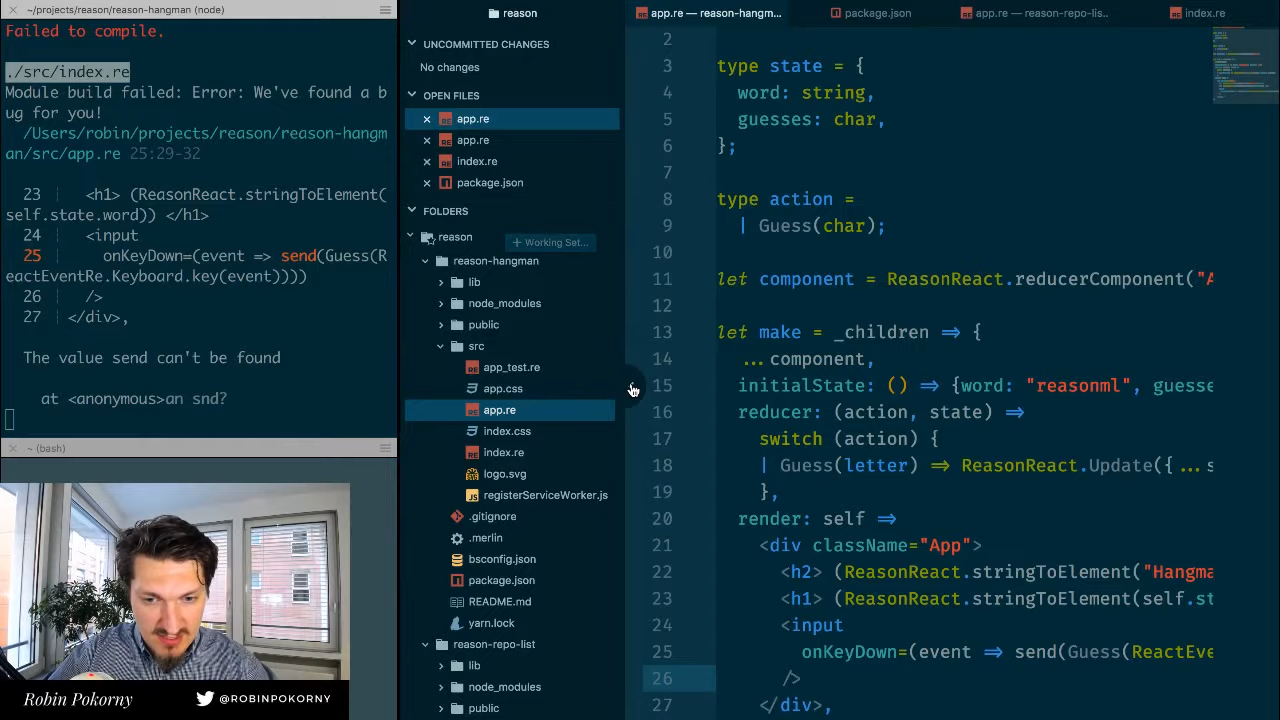 ~/projects/reason/reason-hangman (node)
Failed to compile.
./src/index.re
Module build failed: Error: We've found a b
ug for you!
/Users/robin/projects/reason/reason-hangm
an/src/app.re 25:29-32
23 | <h1> (ReasonReact.stringToElement(
self.state.word)) </h1>
24 | <input
25 | onKeyDown=(event => send(Guess(R
eactEventRe.Keyboard.key(event))))
26 | />
27 | </div>,
The value send can't be found
at <anonymous>an snd?
~ (bash)
Robin Pokorny
@ROBINPOKORNY
reason
UNCOMMITTED CHANGES
No changes
OPEN FILES
app.re
app.re
index.re
package.json
FOLDERS
reason
+ Working Set...
reason-hangman
lib
node_modules
public
src
app_test.re
app.css
app.re
index.css
index.re
logo.svg
registerServiceWorker.js
.gitignore
.merlin
bsconfig.json
package.json
README.md
yarn.lock
reason-repo-list
lib
node_modules
public
app.re — reason-hangm...
package.json
app.re — reason-repo-lis...
index.re
2
3 type state = {
4 word: string,
5 guesses: char,
6 };
7
8 type action =
9 | Guess(char);
10
11 let component = ReasonReact.reducerComponent("A
12
13 let make = _children => {
14 ...component,
15 initialState: () => {word: "reasonml", guesse
16 reducer: (action, state) =>
17 switch (action) {
18 | Guess(letter) => ReasonReact.Update({...s
19 },
20 render: self =>
21 <div className="App">
22 <h2> (ReasonReact.stringToElement("Hangma
23 <h1> (ReasonReact.stringToElement(self.st
24 <input
25 onKeyDown=(event => send(Guess(ReactEve
26 />
27 </div>,